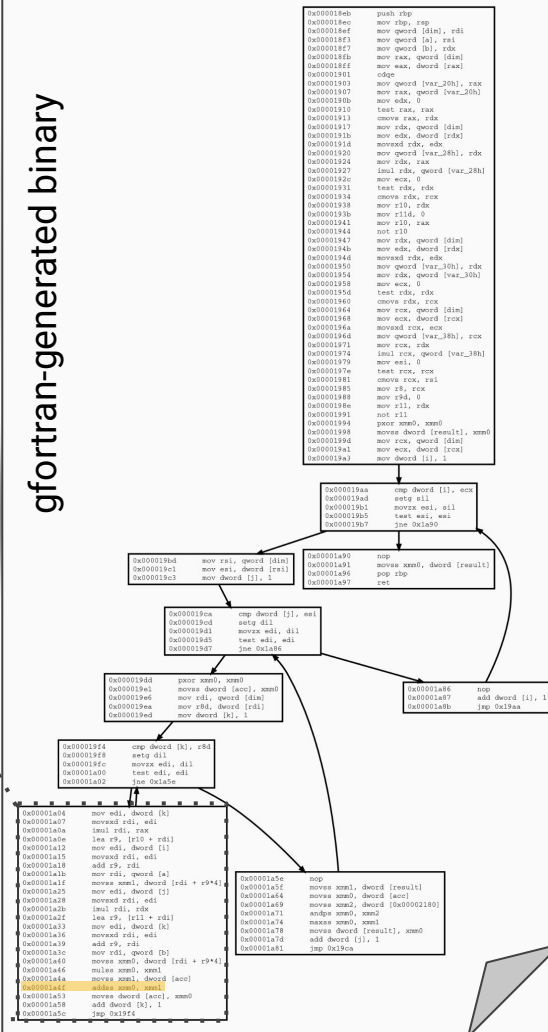 gfortran-generated binary
0x000018eb push rbp
0x000018ec mov rbp, rsp
0x000018ef mov qword [dim], rdi
0x000018f3 mov qword [a], rsi
0x000018f7 mov qword [b], rdx
0x000018fb mov rax, qword [dim]
0x000018ff mov eax, dword [rax]
0x00001901 cdqe
0x00001903 mov qword [var_20h], rax
0x00001907 mov rax, qword [var_20h]
0x0000190b mov edx, 0
0x00001910 test rax, rax
0x00001913 cmovs rax, rdx
0x00001917 mov rdx, qword [dim]
0x0000191b mov edx, dword [rdx]
0x0000191d movsxd rdx, edx
0x00001920 mov qword [var_28h], rdx
0x00001924 mov rdx, rax
0x00001927 imul rdx, qword [var_28h]
0x0000192c mov ecx, 0
0x00001931 test rdx, rdx
0x00001934 cmovs rdx, rcx
0x00001938 mov r10, rdx
0x0000193b mov r11d, 0
0x00001941 mov r10, rax
0x00001944 not r10
0x00001947 mov rdx, qword [dim]
0x0000194b mov edx, dword [rdx]
0x0000194d movsxd rdx, edx
0x00001950 mov qword [var_30h], rdx
0x00001954 mov rdx, qword [var_30h]
0x00001958 mov ecx, 0
0x0000195d test rdx, rdx
0x00001960 cmovs rdx, rcx
0x00001964 mov rcx, qword [dim]
0x00001968 mov ecx, dword [rcx]
0x0000196a movsxd rcx, ecx
0x0000196d mov qword [var_38h], rcx
0x00001971 mov rcx, rdx
0x00001974 imul rcx, qword [var_38h]
0x00001979 mov esi, 0
0x0000197e test rcx, rcx
0x00001981 cmovs rcx, rsi
0x00001985 mov r8, rcx
0x00001988 mov r9d, 0
0x0000198e mov r11, rdx
0x00001991 not r11
0x00001994 pxor xmm0, xmm0
0x00001998 movss dword [result], xmm0
0x0000199d mov rcx, qword [dim]
0x000019a1 mov ecx, dword [rcx]
0x000019a3 mov dword [i], 1
0x000019aa cmp dword [i], ecx
0x000019ad setg sil
0x000019b1 movzx esi, sil
0x000019b5 test esi, esi
0x000019b7 jne 0x1a90
0x000019bd mov rsi, qword [dim]
0x000019c1 mov esi, dword [rsi]
0x000019c3 mov dword [j], 1
0x00001a90 nop
0x00001a91 movss xmm0, dword [result]
0x00001a96 pop rbp
0x00001a97 ret
0x000019ca cmp dword [j], esi
0x000019cd setg dil
0x000019d1 movzx edi, dil
0x000019d5 test edi, edi
0x000019d7 jne 0x1a86
0x000019dd pxor xmm0, xmm0
0x000019e1 movss dword [acc], xmm0
0x000019e6 mov rdi, qword [dim]
0x000019ea mov r8d, dword [rdi]
0x000019ed mov dword [k], 1
0x00001a86 nop
0x00001a87 add dword [i], 1
0x00001a8b jmp 0x19aa
0x000019f4 cmp dword [k], r8d
0x000019f8 setg dil
0x000019fc movzx edi, dil
0x00001a00 test edi, edi
0x00001a02 jne 0x1a5e
0x00001a04 mov edi, dword [k]
0x00001a07 movsxd rdi, edi
0x00001a0a imul rdi, rax
0x00001a0e lea r9, [r10 + rdi]
0x00001a12 mov edi, dword [i]
0x00001a15 movsxd rdi, edi
0x00001a18 add r9, rdi
0x00001a1b mov rdi, qword [a]
0x00001a1f movss xmm1, dword [rdi + r9*4]
0x00001a25 mov edi, dword [j]
0x00001a28 movsxd rdi, edi
0x00001a2b imul rdi, rdx
0x00001a2f lea r9, [r11 + rdi]
0x00001a33 mov edi, dword [k]
0x00001a36 movsxd rdi, edi
0x00001a39 add r9, rdi
0x00001a3c mov rdi, qword [b]
0x00001a40 movss xmm0, dword [rdi + r9*4]
0x00001a46 mulss xmm0, xmm1
0x00001a4a movss xmm1, dword [acc]
0x00001a4f addss xmm0, xmm1
0x00001a53 movss dword [acc], xmm0
0x00001a58 add dword [k], 1
0x00001a5c jmp 0x19f4
0x00001a5e nop
0x00001a5f movss xmm1, dword [result]
0x00001a64 movss xmm0, dword [acc]
0x00001a69 movss xmm2, dword [0x00002180]
0x00001a71 andps xmm0, xmm2
0x00001a74 maxss xmm0, xmm1
0x00001a78 movss dword [result], xmm0
0x00001a7d add dword [j], 1
0x00001a81 jmp 0x19ca